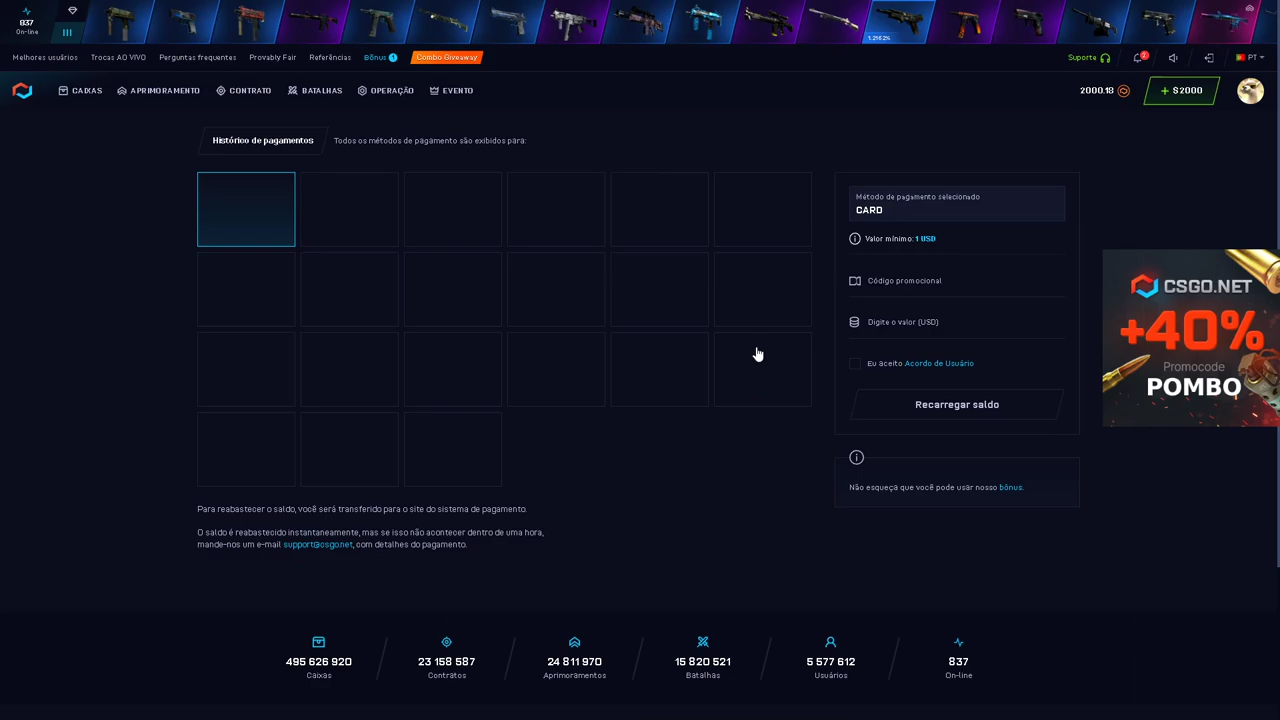 837
On-line
1.2162%
Melhores usuários
Trocas AO VIVO
Perguntas frequentes
Provably Fair
Referências
Bônus
Combo Giveaway
Suporte
PT
CAIXAS
APRIMORAMENTO
CONTRATO
BATALHAS
OPERAÇÃO
EVENTO
2000.18
+ $2000
Histórico de pagamentos
Todos os métodos de pagamento são exibidos para:
Método de pagamento selecionado
CARD
Valor mínimo: 1 USD
Código promocional
Digite o valor (USD)
Eu aceito Acordo de Usuário
Recarregar saldo
Não esqueça que você pode usar nosso bônus.
CSGO.NET
+40%
Promocode
POMBO
Para reabastecer o saldo, você será transferido para o site do sistema de pagamento.
O saldo é reabastecido instantaneamente, mas se isso não acontecer dentro de uma hora,
mande-nos um e-mail support@csgo.net, com detalhes do pagamento.
495 626 920
Caixas
23 158 587
Contratos
24 811 970
Aprimoramentos
15 820 521
Batalhas
5 577 612
Usuários
837
On-line